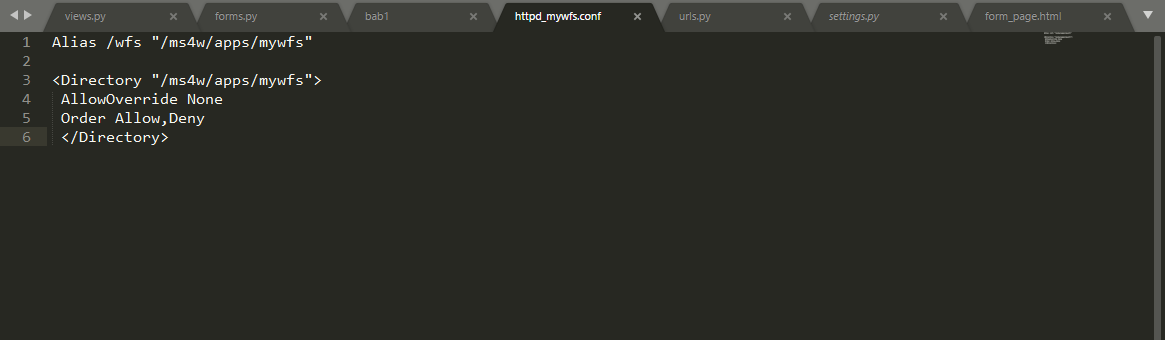 views.py × forms.py × bab1 × httpd_mywfs.conf × urls.py × settings.py × form_page.html ×
1 Alias /wfs "/ms4w/apps/mywfs"
2
3 <Directory "/ms4w/apps/mywfs">
4 AllowOverride None
5 Order Allow,Deny
6 </Directory>